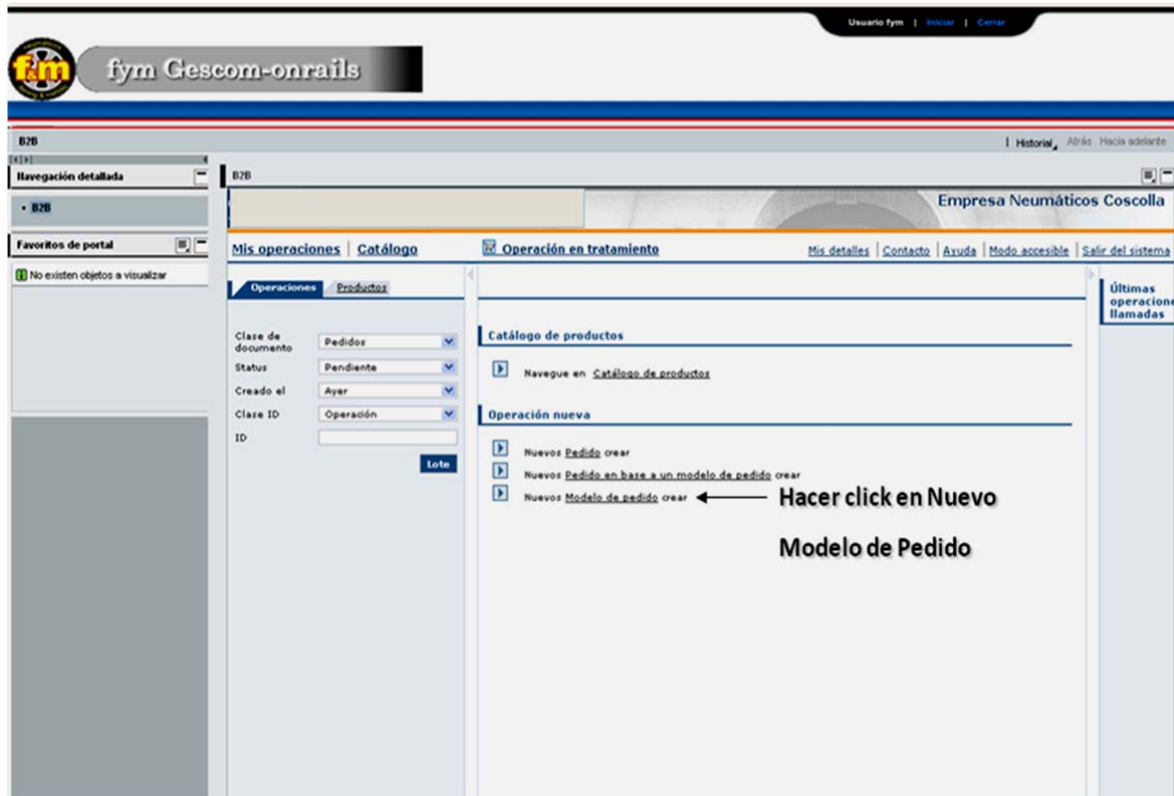 Usuario fym | Iniciar | Cerrar
f&m
fym Gescom-onrails
B2B
Historial Atrás Hacia adelante
Navegación detallada
B2B
Favoritos de portal
No existen objetos a visualizar
B2B
Empresa Neumáticos Coscolla
Mis operaciones | Catálogo
Operación en tratamiento
Mis detalles | Contacto | Ayuda | Modo accesible | Salir del sistema
Operaciones Productos
Clase de documento Pedidos
Status Pendiente
Creado el Ayer
Clase ID Operación
ID
Lote
Catálogo de productos
Navegue en Catálogo de productos
Operación nueva
Nuevos Pedido crear
Nuevos Pedido en base a un modelo de pedido crear
Nuevos Modelo de pedido crear
Hacer click en Nuevo
Modelo de Pedido
Últimas
operacione
llamadas